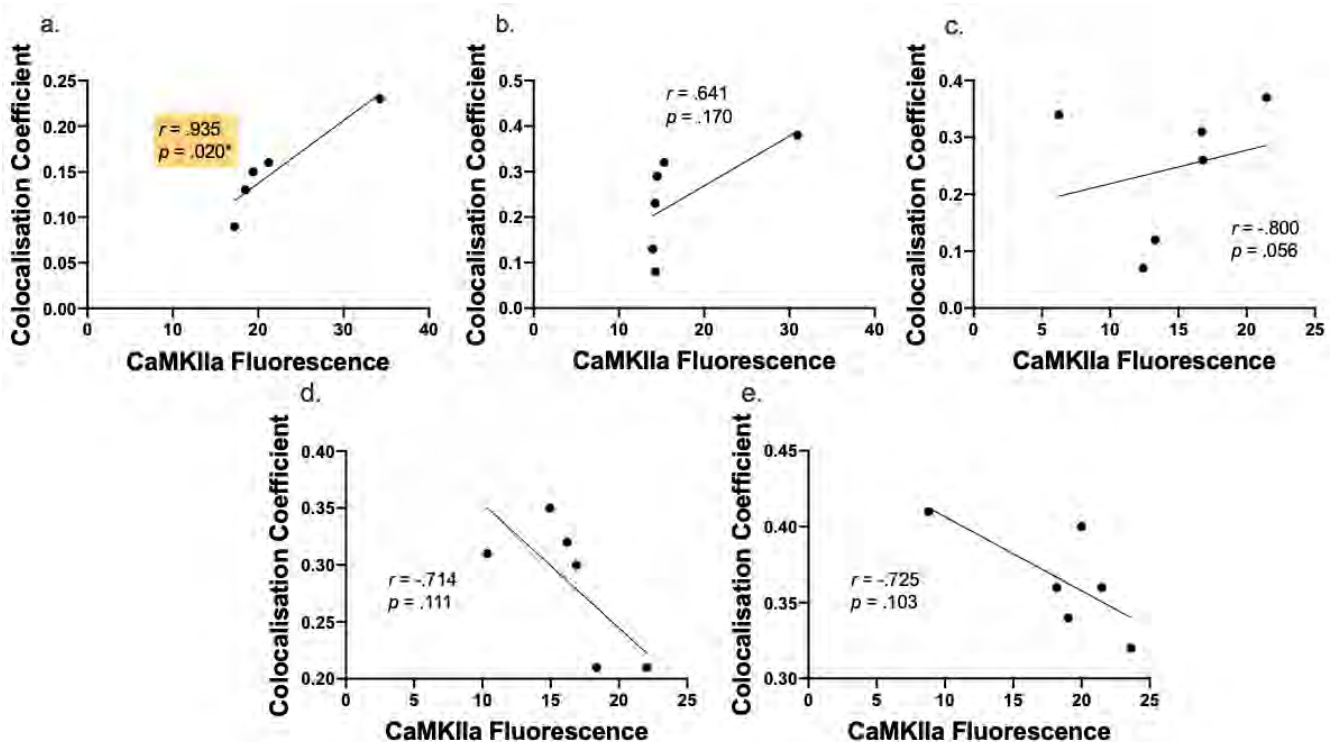 a.
Colocalisation Coefficient
0.25
0.20
0.15
0.10
0.05
0.00
r = .935
p = .020*
0 10 20 30 40
CaMKIIa Fluorescence
b.
Colocalisation Coefficient
0.5
0.4
0.3
0.2
0.1
0.0
r = .641
p = .170
0 10 20 30 40
CaMKIIa Fluorescence
c.
Colocalisation Coefficient
0.4
0.3
0.2
0.1
0.0
r = -.800
p = .056
0 5 10 15 20 25
CaMKIIa Fluorescence
d.
Colocalisation Coefficient
0.40
0.35
0.30
0.25
0.20
r = -.714
p = .111
0 5 10 15 20 25
CaMKIIa Fluorescence
e.
Colocalisation Coefficient
0.45
0.40
0.35
0.30
r = -.725
p = .103
0 5 10 15 20 25
CaMKIIa Fluorescence